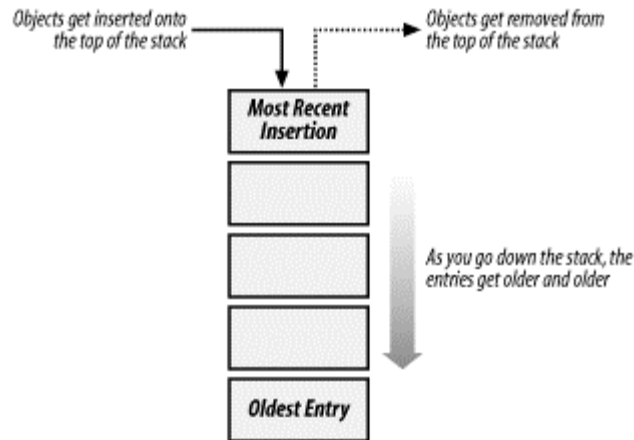 Objects get inserted onto
the top of the stack
Objects get removed from
the top of the stack
Most Recent
Insertion
As you go down the stack, the
entries get older and older
Oldest Entry